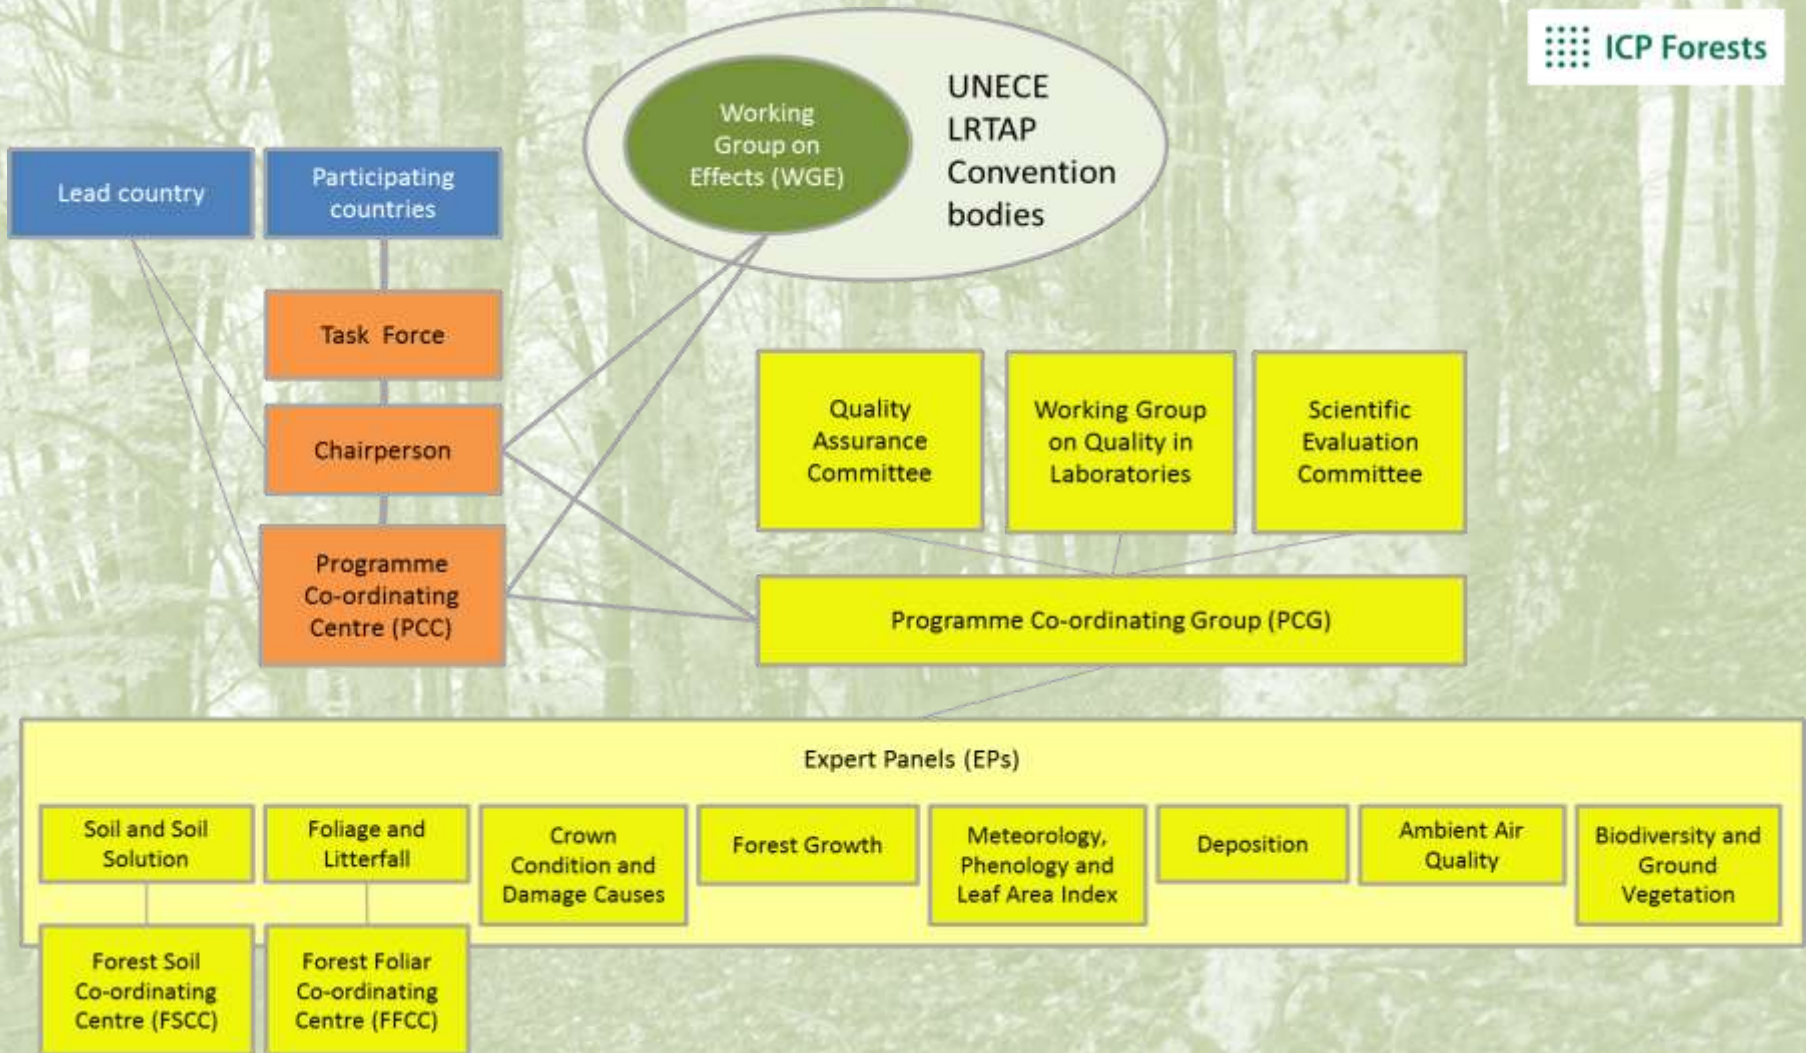 ICP Forests
Working
Group on
Effects (WGE)
UNECE
LRTAP
Convention
bodies
Lead country
Participating
countries
Task Force
Chairperson
Programme
Co-ordinating
Centre (PCC)
Quality
Assurance
Committee
Working Group
on Quality in
Laboratories
Scientific
Evaluation
Committee
Programme Co-ordinating Group (PCG)
Expert Panels (EPs)
Soil and Soil
Solution
Foliage and
Litterfall
Crown
Condition and
Damage Causes
Forest Growth
Meteorology,
Phenology and
Leaf Area Index
Deposition
Ambient Air
Quality
Biodiversity and
Ground
Vegetation
Forest Soil
Co-ordinating
Centre (FSCC)
Forest Foliar
Co-ordinating
Centre (FFCC)